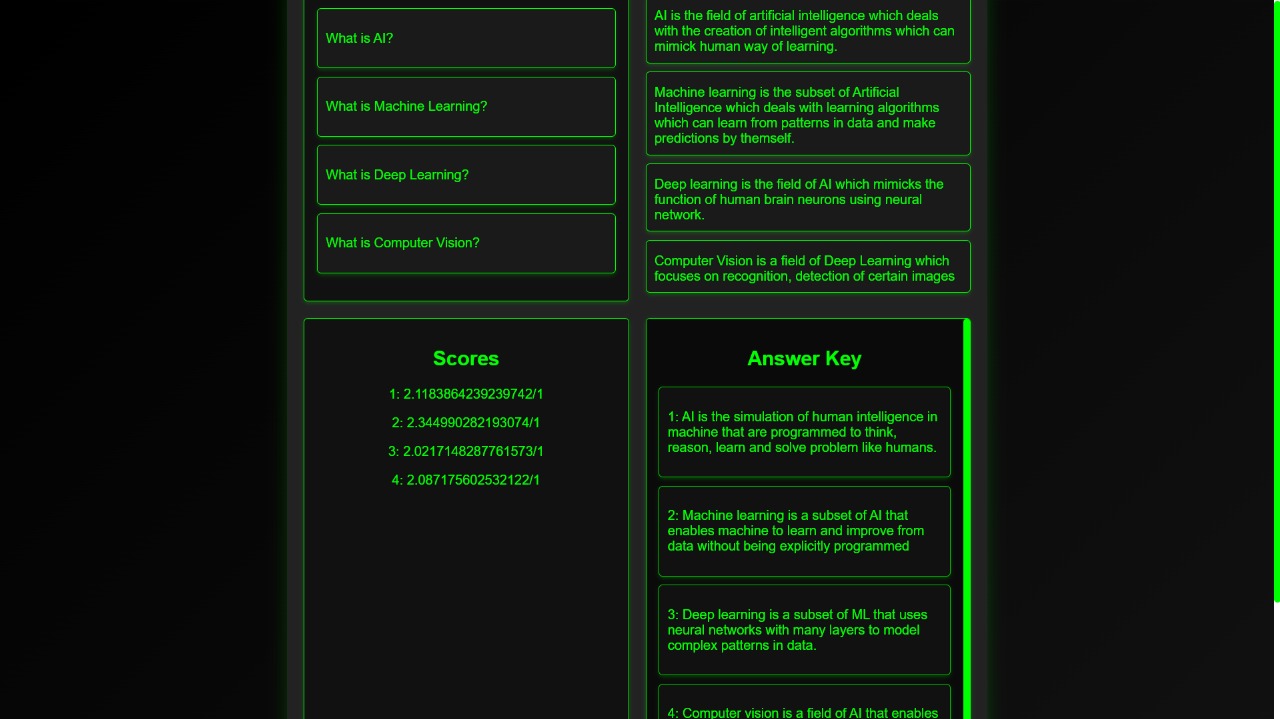 What is AI?
What is Machine Learning?
What is Deep Learning?
What is Computer Vision?
AI is the field of artificial intelligence which deals
with the creation of intelligent algorithms which can
mimick human way of learning.
Machine learning is the subset of Artificial
Intelligence which deals with learning algorithms
which can learn from patterns in data and make
predictions by themself.
Deep learning is the field of AI which mimicks the
function of human brain neurons using neural
network.
Computer Vision is a field of Deep Learning which
focuses on recognition, detection of certain images
Scores
1: 2.1183864239239742/1
2: 2.344990282193074/1
3: 2.0217148287761573/1
4: 2.087175602532122/1
Answer Key
1: AI is the simulation of human intelligence in
machine that are programmed to think,
reason, learn and solve problem like humans.
2: Machine learning is a subset of AI that
enables machine to learn and improve from
data without being explicitly programmed
3: Deep learning is a subset of ML that uses
neural networks with many layers to model
complex patterns in data.
4: Computer vision is a field of AI that enables